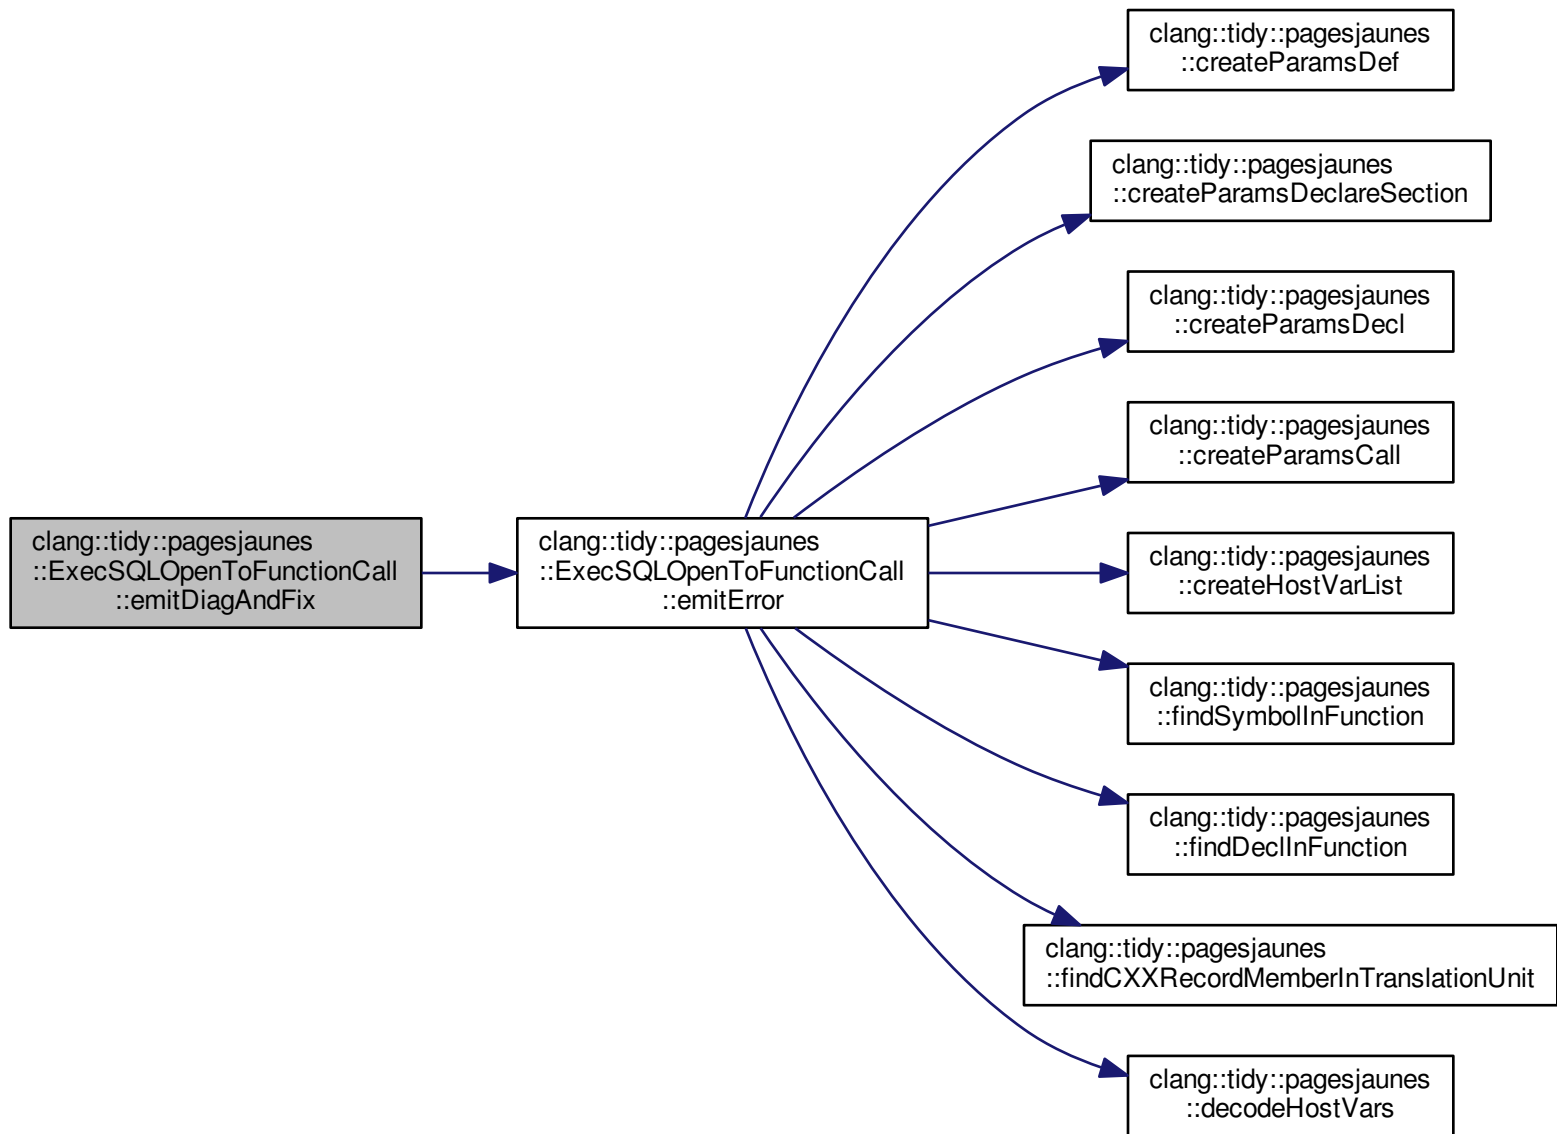 clang::tidy::pagesjaunes
::ExecSQLOpenToFunctionCall
::emitDiagAndFix
clang::tidy::pagesjaunes
::ExecSQLOpenToFunctionCall
::emitError
clang::tidy::pagesjaunes
::createParamsDef
clang::tidy::pagesjaunes
::createParamsDeclareSection
clang::tidy::pagesjaunes
::createParamsDecl
clang::tidy::pagesjaunes
::createParamsCall
clang::tidy::pagesjaunes
::createHostVarList
clang::tidy::pagesjaunes
::findSymbolInFunction
clang::tidy::pagesjaunes
::findDeclInFunction
clang::tidy::pagesjaunes
::findCXXRecordMemberInTranslationUnit
clang::tidy::pagesjaunes
::decodeHostVars